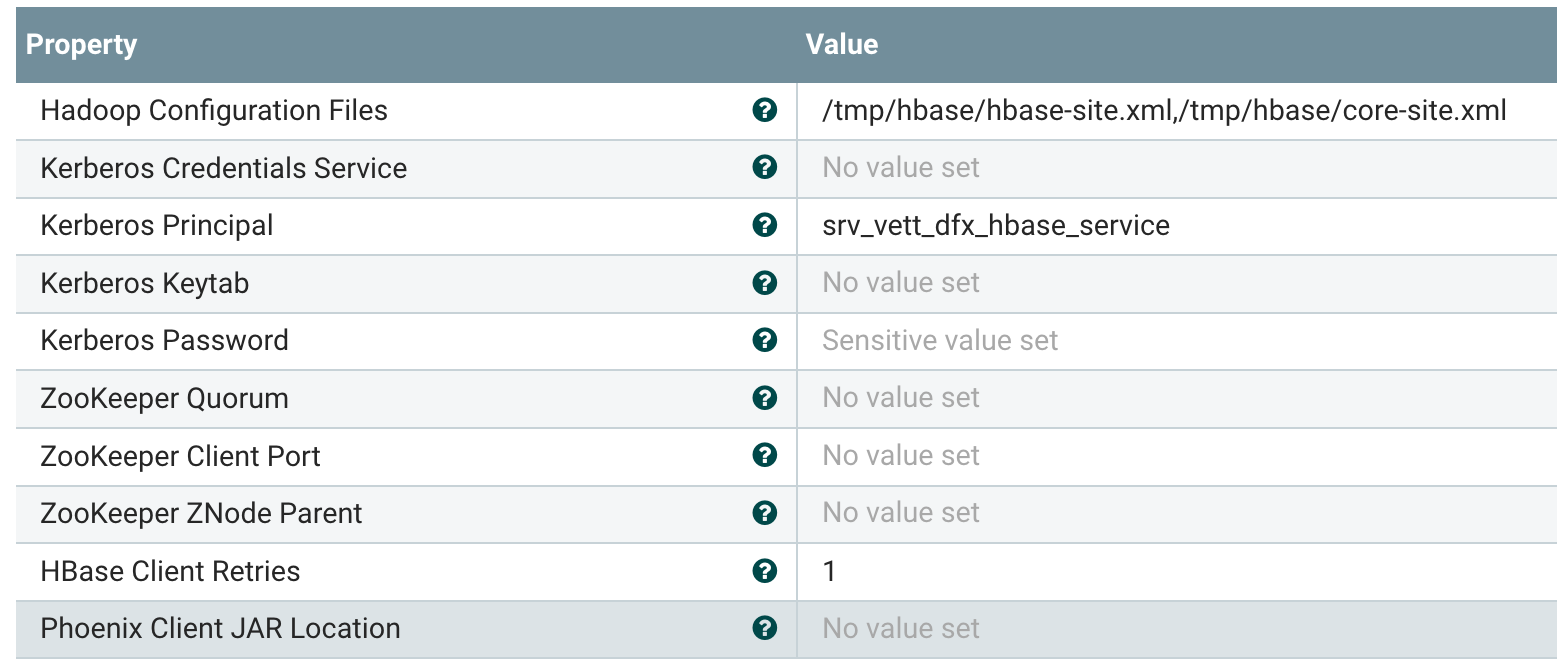 Property Value
Hadoop Configuration Files ? /tmp/hbase/hbase-site.xml,/tmp/hbase/core-site.xml
Kerberos Credentials Service ? No value set
Kerberos Principal ? srv_vett_dfx_hbase_service
Kerberos Keytab ? No value set
Kerberos Password ? Sensitive value set
ZooKeeper Quorum ? No value set
ZooKeeper Client Port ? No value set
ZooKeeper ZNode Parent ? No value set
HBase Client Retries ? 1
Phoenix Client JAR Location ? No value set